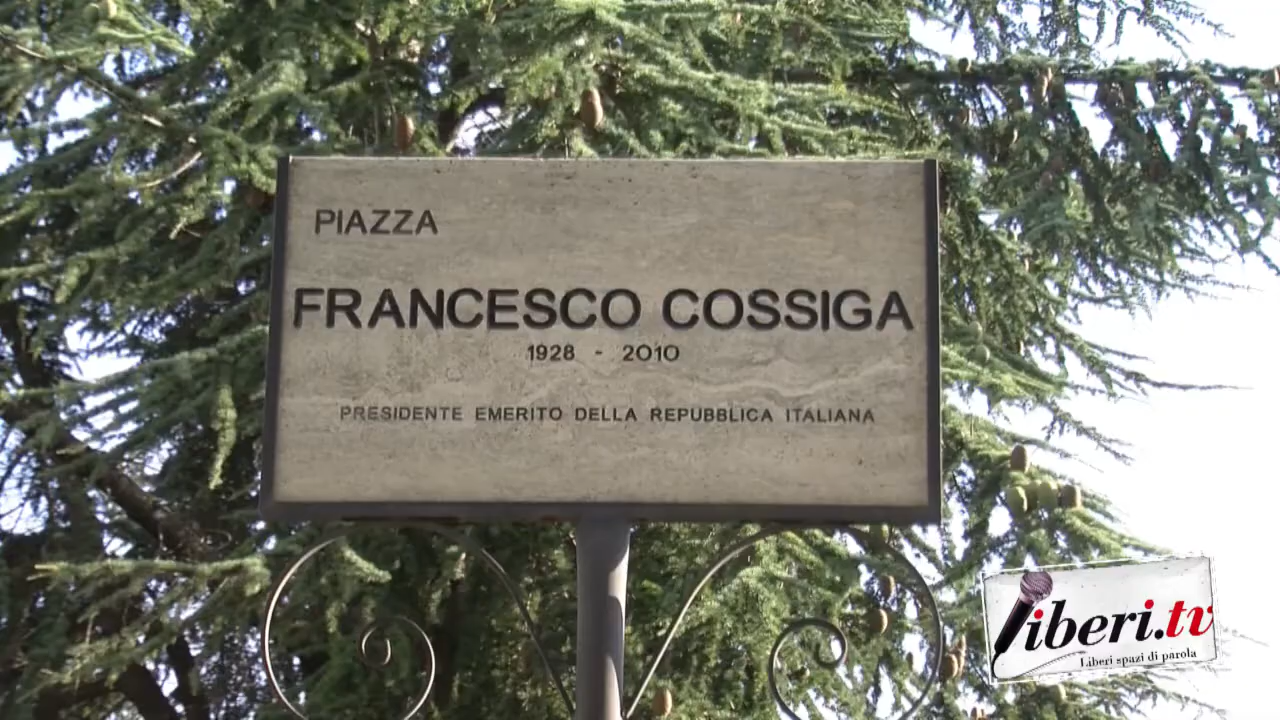 PIAZZA
FRANCESCO COSSIGA
1928 - 2010
PRESIDENTE EMERITO DELLA REPUBBLICA ITALIANA
liberi.tv
Liberi spazi di parola